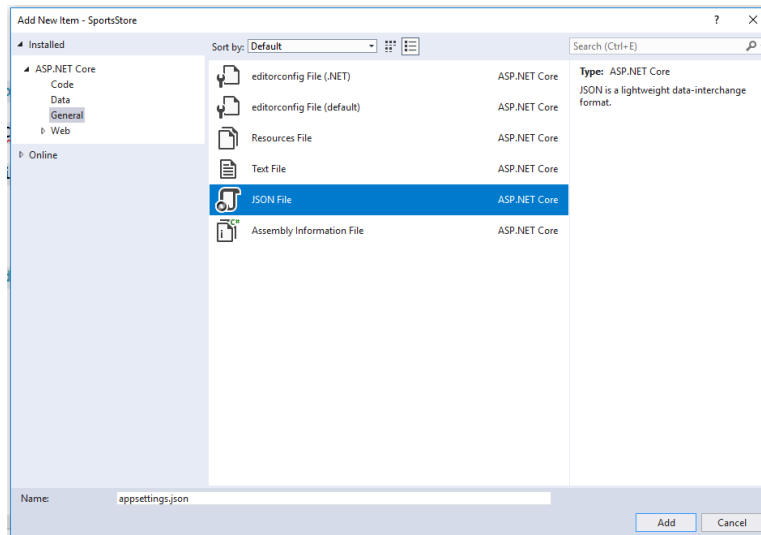 Add New Item - SportsStore
?
Installed
Sort by: Default
Search (Ctrl+E)
ASP.NET Core
Code
Data
General
Web
Online
editorconfig File (.NET) ASP.NET Core
editorconfig File (default) ASP.NET Core
Resources File ASP.NET Core
Text File ASP.NET Core
JSON File ASP.NET Core
Assembly Information File ASP.NET Core
Type: ASP.NET Core
JSON is a lightweight data-interchange
format.
Name: appsettings.json
Add Cancel